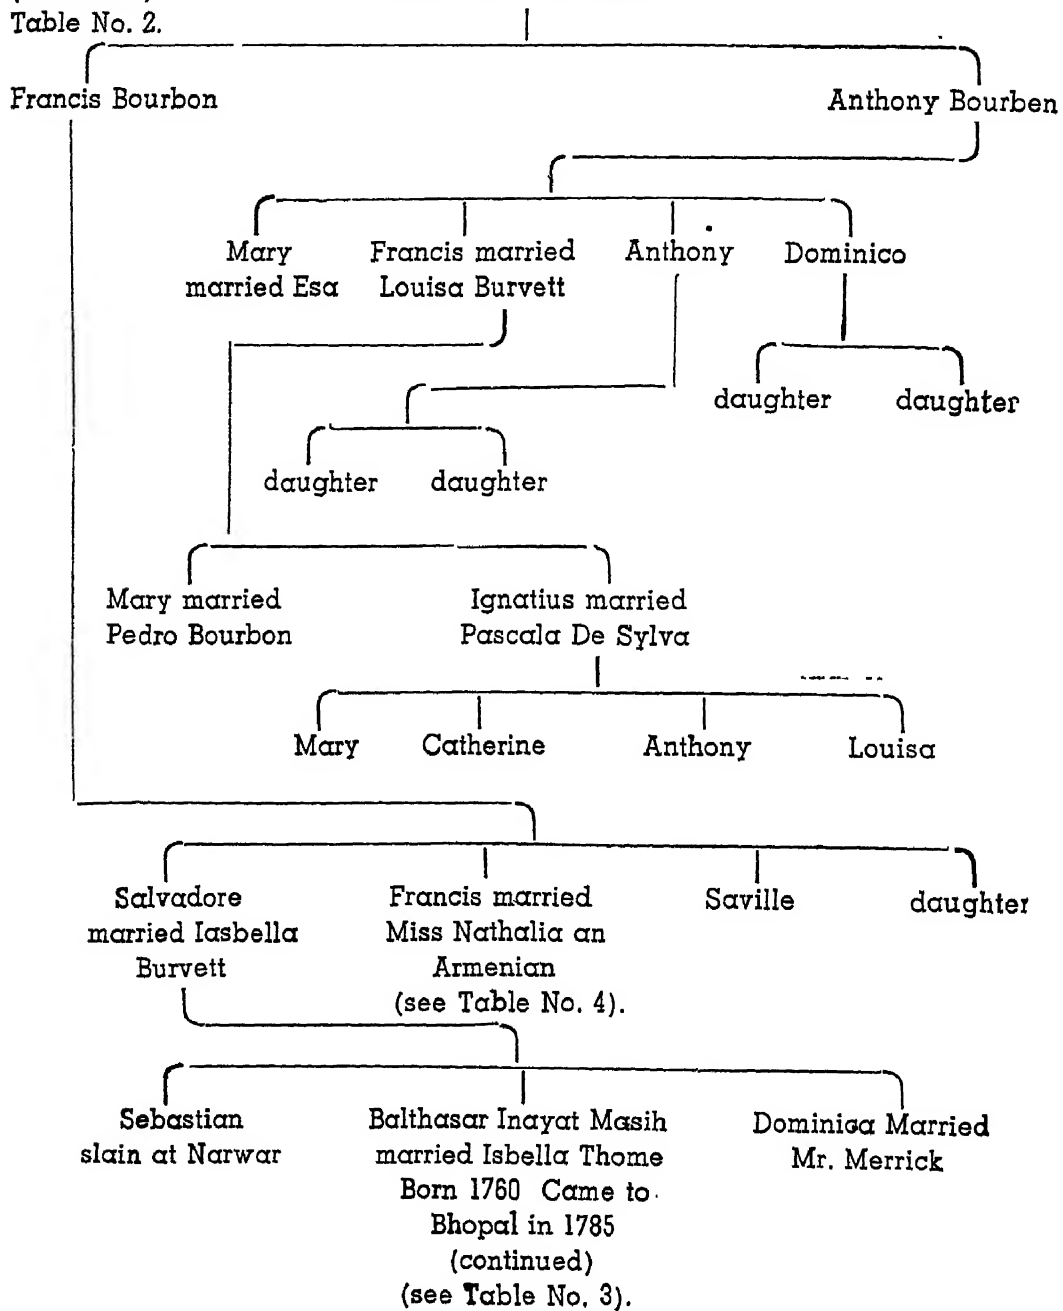 Table No. 2.
Francis Bourbon
Anthony Bourben
Mary
married Esa
Francis married
Louisa Burvett
Anthony
Dominico
daughter
daughter
daughter
daughter
Mary married
Pedro Bourbon
Ignatius married
Pascala De Sylva
Mary
Catherine
Anthony
Louisa
Salvadore
married Iasbella
Burvett
Francis married
Miss Nathalia an
Armenian
(see Table No. 4).
Saville
daughter
Sebastian
slain at Narwar
Balthasar Inayat Masih
married Isbella Thome
Born 1760 Came to
Bhopal in 1785
(continued)
(see Table No. 3).
Dominica Married
Mr. Merrick